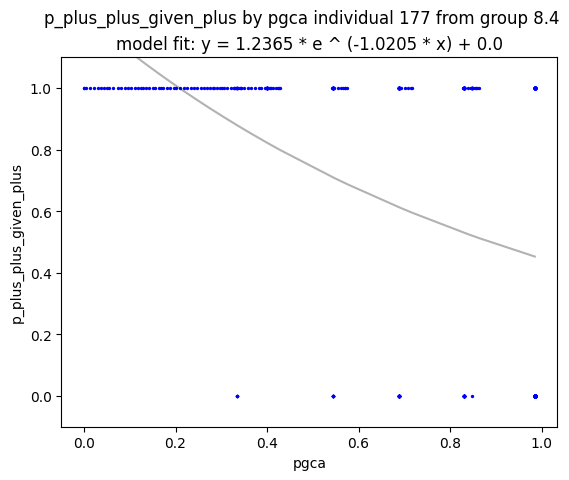 p_plus_plus_given_plus by pgca individual 177 from group 8.4
model fit: y = 1.2365 * e ^ (-1.0205 * x) + 0.0
p_plus_plus_given_plus
1.0
0.8
0.6
0.4
0.2
0.0
0.0 0.2 0.4 0.6 0.8 1.0
pgca